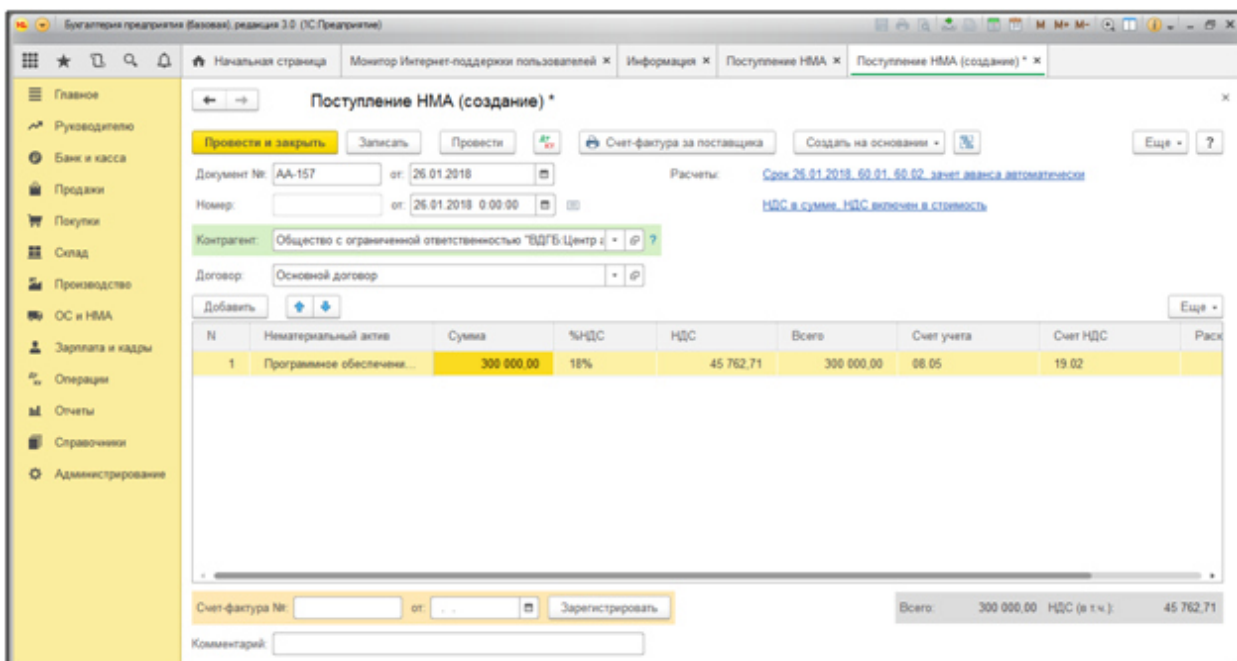 Бухгалтерия предприятия (базовая), редакция 3.0 (1С:Предприятие) M M+ M-
Начальная страница Монитор Интернет-поддержки пользователей × Информация × Поступление НМА × Поступление НМА (создание) * ×
Главное
Руководителю
Банк и касса
Продажи
Покупки
Склад
Производство
ОС и НМА
Зарплата и кадры
Операции
Отчеты
Справочники
Администрирование
Поступление НМА (создание) *
Провести и закрыть Записать Провести Счет-фактура за поставщика Создать на основании Еще ?
Документ №: АА-157 от: 26.01.2018 Расчеты: Срок 26.01.2018, 60.01, 60.02, зачет аванса автоматически
Номер: от: 26.01.2018 0:00:00 НДС в сумме, НДС включен в стоимость
Контрагент: Общество с ограниченной ответственностью "ВДГБ:Центр а ?
Договор: Основной договор
Добавить Еще
N Нематериальный актив Сумма %НДС НДС Всего Счет учета Счет НДС Расх
1 Программное обеспечени... 300 000,00 18% 45 762,71 300 000,00 08.05 19.02
Счет-фактура №: от: . . Зарегистрировать Всего: 300 000,00 НДС (в т.ч.): 45 762,71
Комментарий: